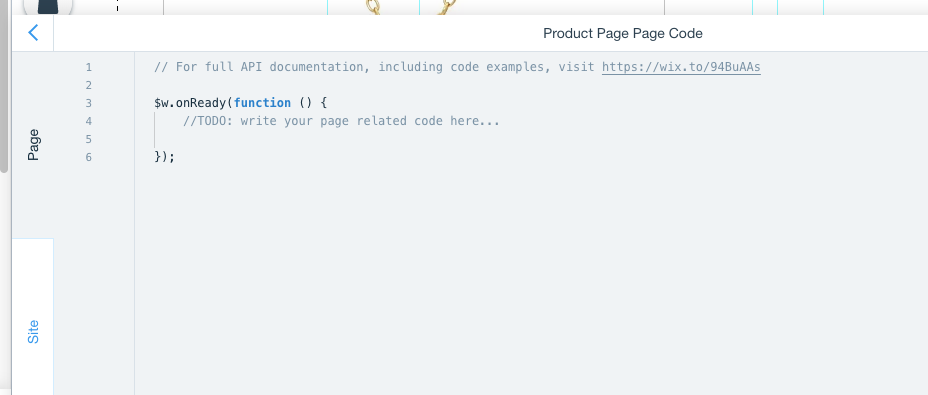 Product Page Page Code
Page
Site
1 // For full API documentation, including code examples, visit https://wix.to/94BuAAs
2
3 $w.onReady(function () {
4 //TODO: write your page related code here...
5
6 });